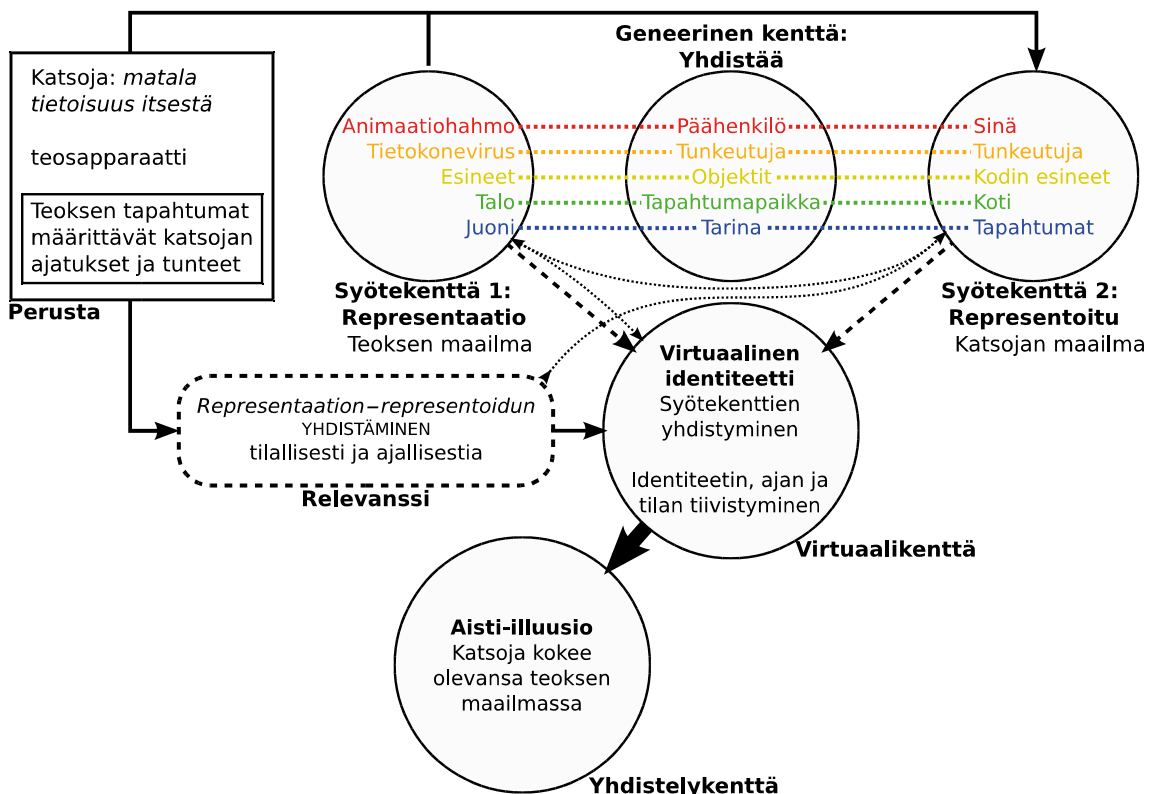 Katsoja: matala
tietoisuus itsestä
teosapparaatti
Teoksen tapahtumat
määrittävät katsojan
ajatukset ja tunteet
Perusta
Geneerinen kenttä:
Yhdistää
Animaatiohahmo
Päähenkilö
Sinä
Tietokonevirus
Tunkeutuja
Tunkeutuja
Esineet
Objektit
Kodin esineet
Talo
Tapahtumapaikka
Koti
Juoni
Tarina
Tapahtumat
Syötekenttä 1:
Representaatio
Teoksen maailma
Syötekenttä 2:
Representoitu
Katsojan maailma
Representaation–representoidun
YHDISTÄMINEN
tilallisesti ja ajallisestia
Relevanssi
Virtuaalinen
identiteetti
Syötekenttien
yhdistyminen
Identiteetin, ajan ja
tilan tiivistyminen
Virtuaalikenttä
Aisti-illuusio
Katsoja kokee
olevansa teoksen
maailmassa
Yhdistelykenttä